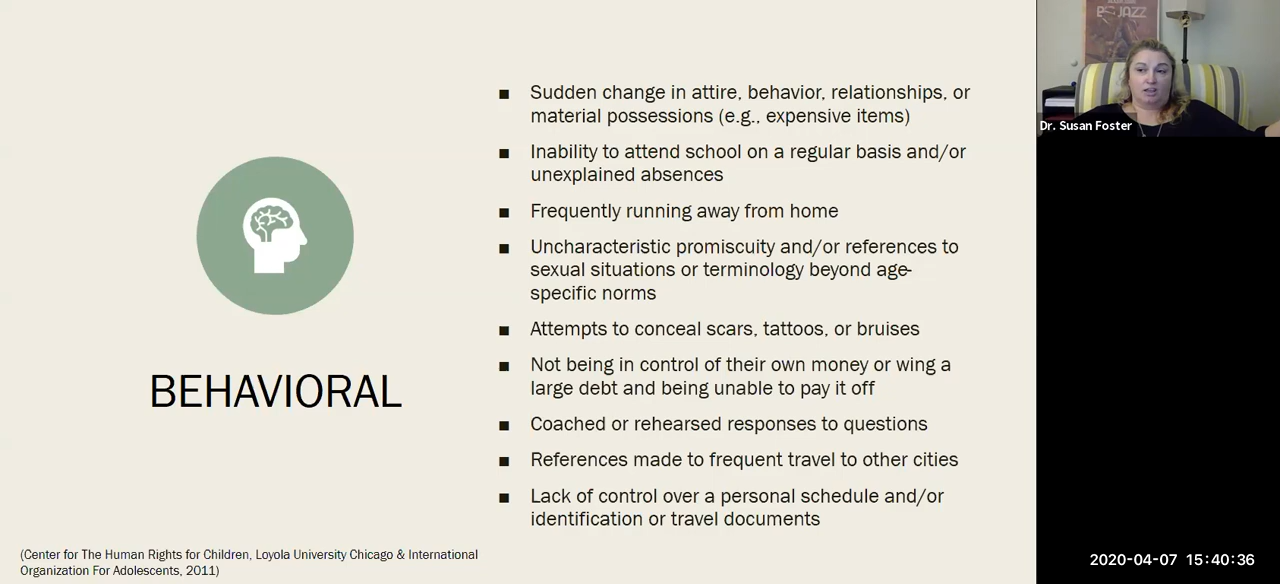 ■ Sudden change in attire, behavior, relationships, or
material possessions (e.g., expensive items)
■ Inability to attend school on a regular basis and/or
unexplained absences
■ Frequently running away from home
■ Uncharacteristic promiscuity and/or references to
sexual situations or terminology beyond age-
specific norms
■ Attempts to conceal scars, tattoos, or bruises
■ Not being in control of their own money or wing a
large debt and being unable to pay it off
■ Coached or rehearsed responses to questions
■ References made to frequent travel to other cities
■ Lack of control over a personal schedule and/or
identification or travel documents
BEHAVIORAL
(Center for The Human Rights for Children, Loyola University Chicago & International
Organization For Adolescents, 2011)
JAZZ
Dr. Susan Foster
2020-04-07 15:40:36